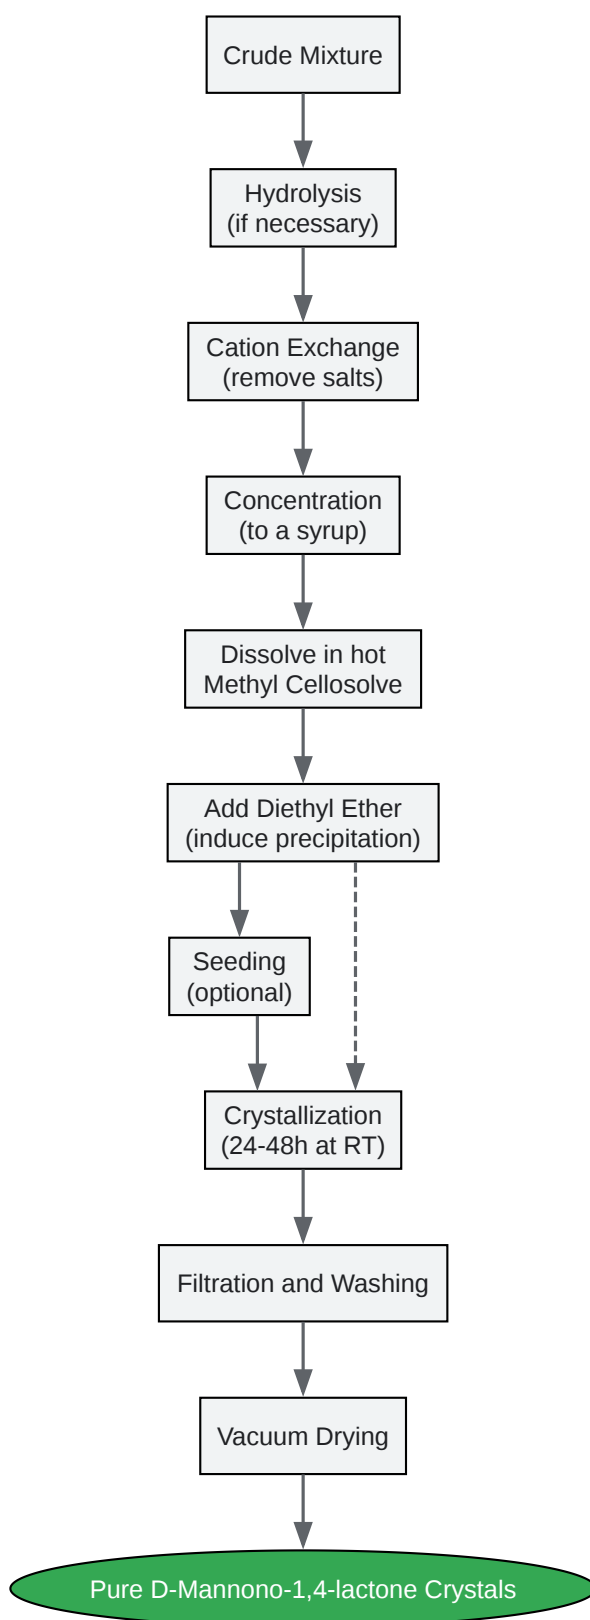 Crude Mixture
Hydrolysis
(if necessary)
Cation Exchange
(remove salts)
Concentration
(to a syrup)
Dissolve in hot
Methyl Cellosolve
Add Diethyl Ether
(induce precipitation)
Seeding
(optional)
Crystallization
(24-48h at RT)
Filtration and Washing
Vacuum Drying
Pure D-Mannono-1,4-lactone Crystals